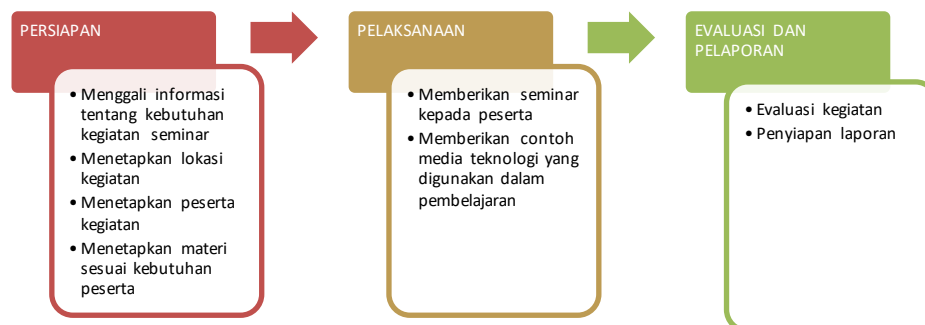 PERSIAPAN
• Menggali informasi
tentang kebutuhan
kegiatan seminar
• Menetapkan lokasi
kegiatan
• Menetapkan peserta
kegiatan
• Menetapkan materi
sesuai kebutuhan
peserta
PELAKSANAAN
• Memberikan seminar
kepada peserta
• Memberikan contoh
media teknologi yang
digunakan dalam
pembelajaran
EVALUASI DAN
PELAPORAN
• Evaluasi kegiatan
• Penyiapan laporan